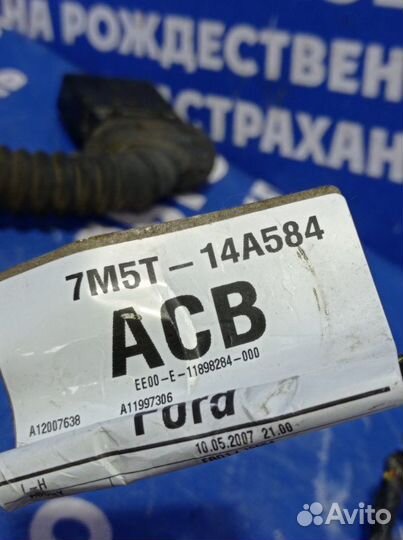 НА РОЖДЕСТВЕН
АСТРАХАН
7M5T-14A584
ACB
EE00-E-11898284-000
A12007638
A11997306
Ford
10.05.2007 21.00
L-H
Avito